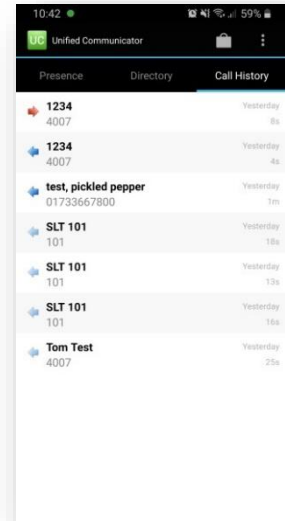 10:42 59%
UC Unified Communicator
Presence Directory Call History
1234 Yesterday
4007 8s
1234 Yesterday
4007 4s
test, pickled pepper Yesterday
01733667800 1m
SLT 101 Yesterday
101 18s
SLT 101 Yesterday
101 13s
SLT 101 Yesterday
101 16s
Tom Test Yesterday
4007 25s